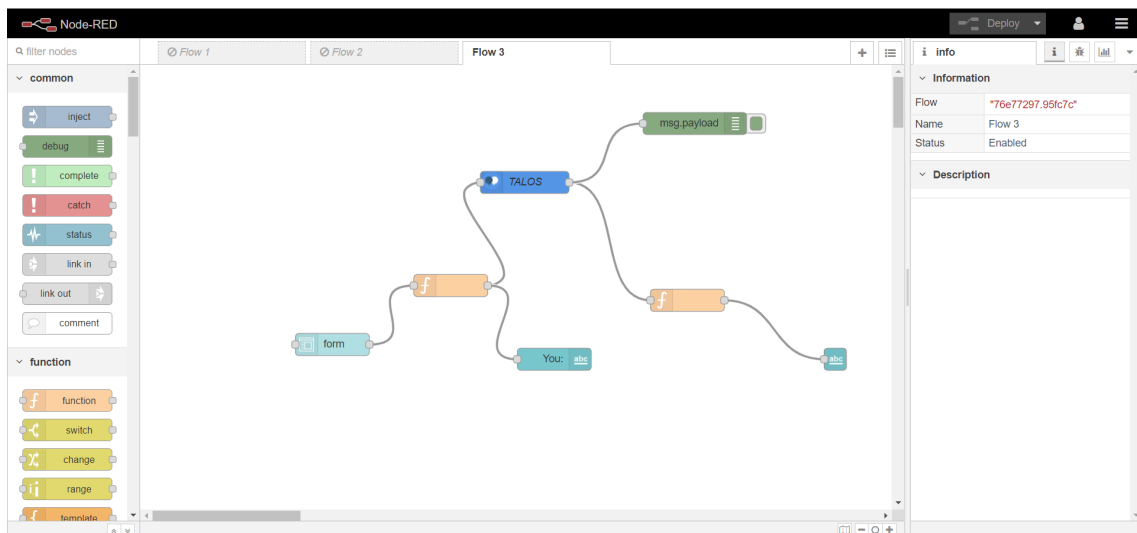 Node-RED
Deploy
filter nodes
Flow 1
Flow 2
Flow 3
i info
i
common
inject
debug
complete
catch
status
link in
link out
comment
function
function
switch
change
range
template
msg.payload
TALOS
form
You:
abc
abc
Information
Flow "76e77297.95fc7c"
Name Flow 3
Status Enabled
Description